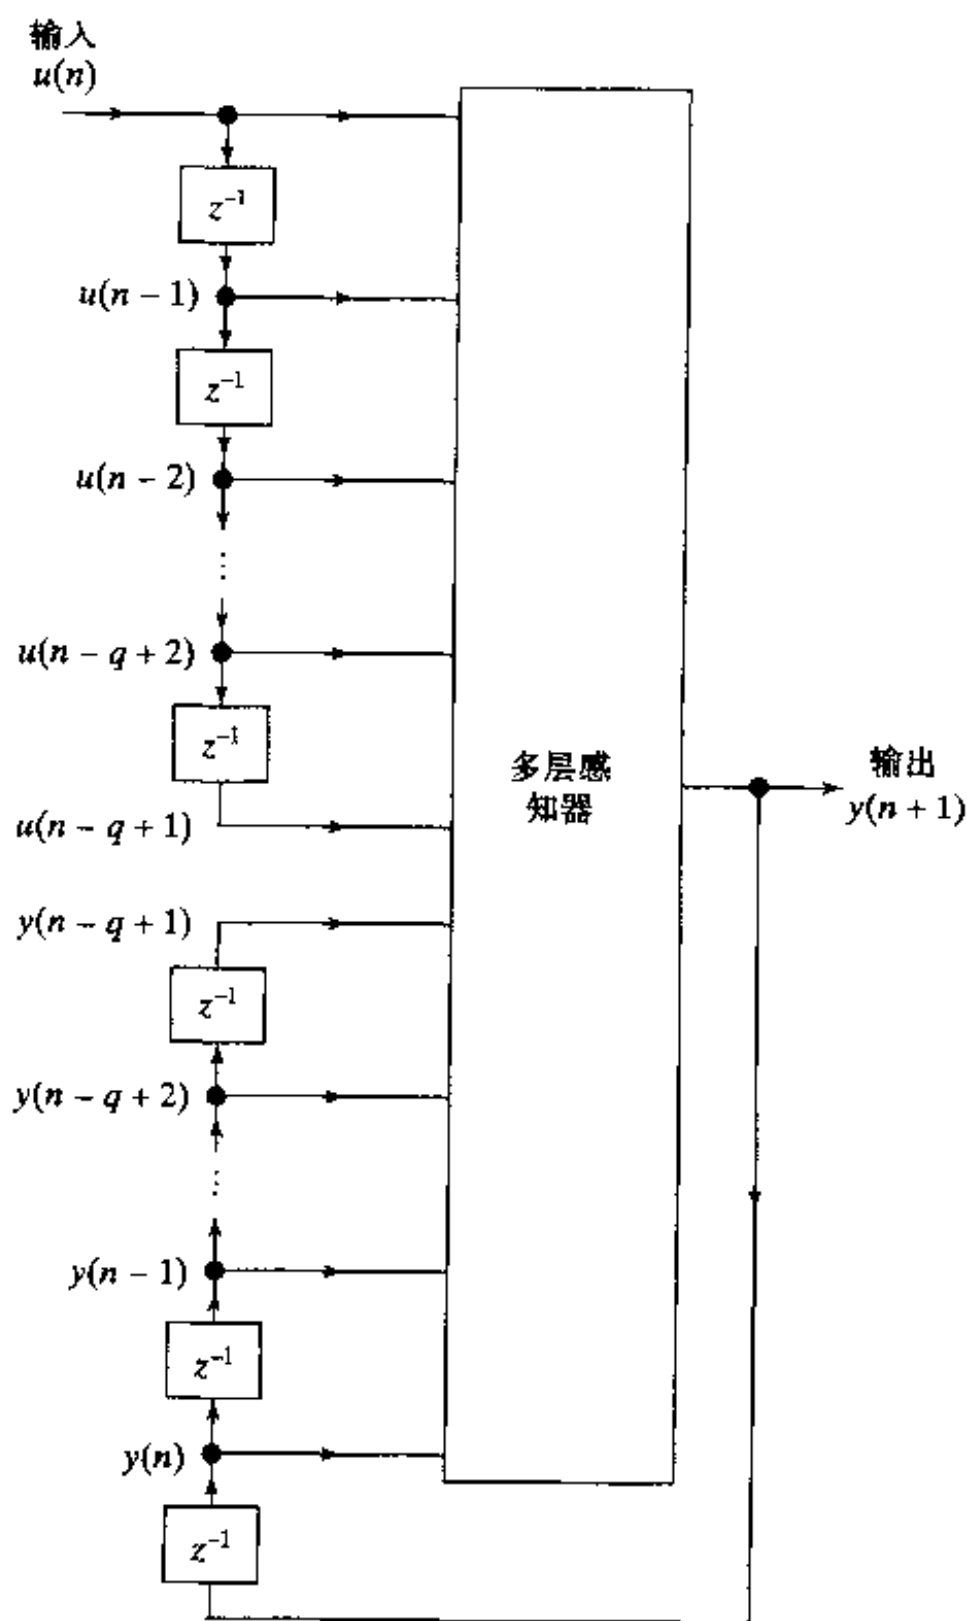 输入
u(n)
z⁻¹
u(n − 1)
z⁻¹
u(n − 2)
⋮
u(n − q + 2)
z⁻¹
u(n − q + 1)
多层感
知器
输出
y(n + 1)
y(n − q + 1)
z⁻¹
y(n − q + 2)
⋮
y(n − 1)
z⁻¹
y(n)
z⁻¹